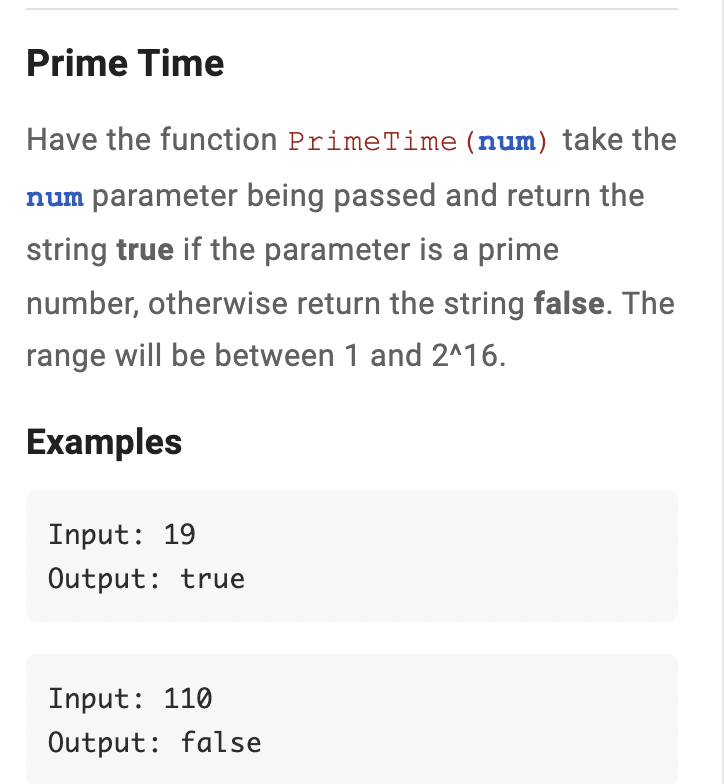 Prime Time
Have the function PrimeTime(num) take the
num parameter being passed and return the
string true if the parameter is a prime
number, otherwise return the string false. The
range will be between 1 and 2^16.
Examples
Input: 19
Output: true
Input: 110
Output: false